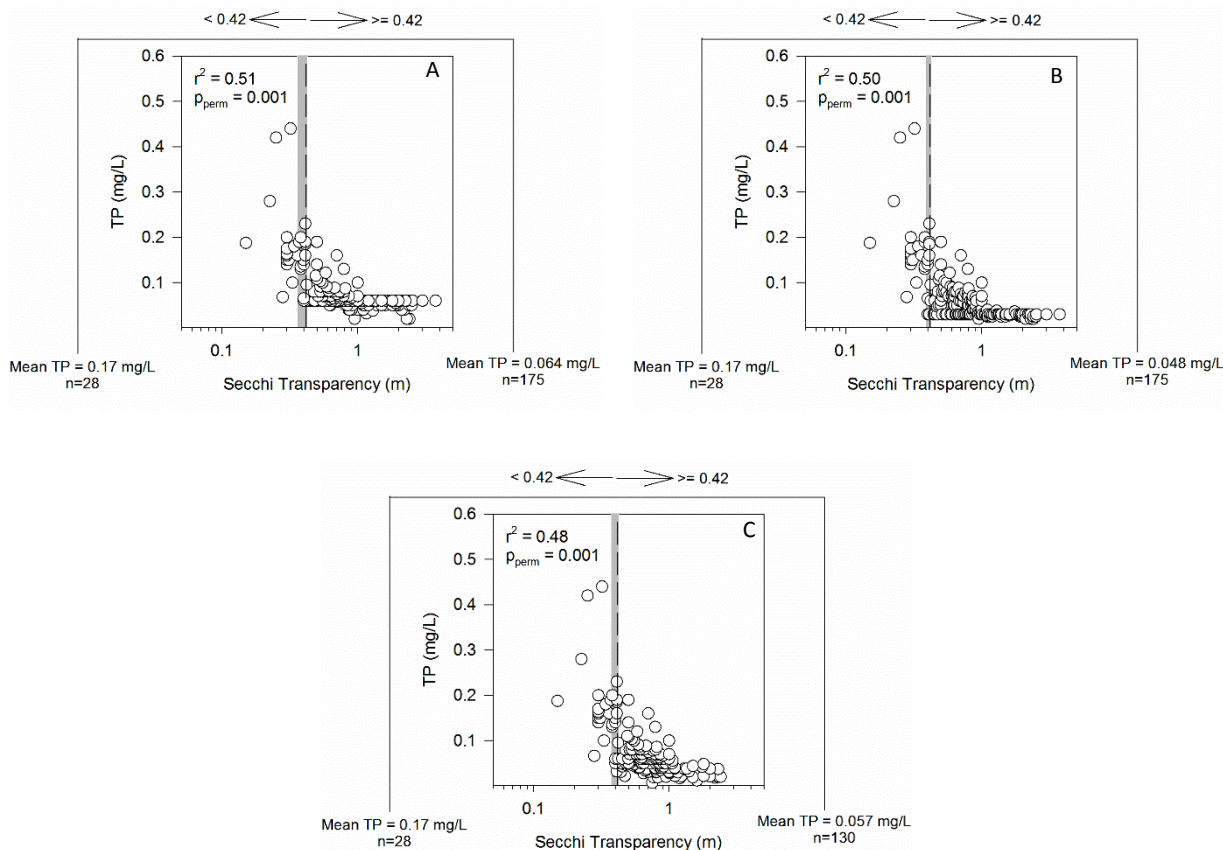 < 0.42 >= 0.42
A
r² = 0.51
p_perm = 0.001
0.6
0.5
0.4
0.3
0.2
0.1
TP (mg/L)
0.1 1
Secchi Transparency (m)
Mean TP = 0.17 mg/L
n=28
Mean TP = 0.064 mg/L
n=175
< 0.42 >= 0.42
B
r² = 0.50
p_perm = 0.001
0.6
0.5
0.4
0.3
0.2
0.1
TP (mg/L)
0.1 1
Secchi Transparency (m)
Mean TP = 0.17 mg/L
n=28
Mean TP = 0.048 mg/L
n=175
< 0.42 >= 0.42
C
r² = 0.48
p_perm = 0.001
0.6
0.5
0.4
0.3
0.2
0.1
TP (mg/L)
0.1 1
Secchi Transparency (m)
Mean TP = 0.17 mg/L
n=28
Mean TP = 0.057 mg/L
n=130